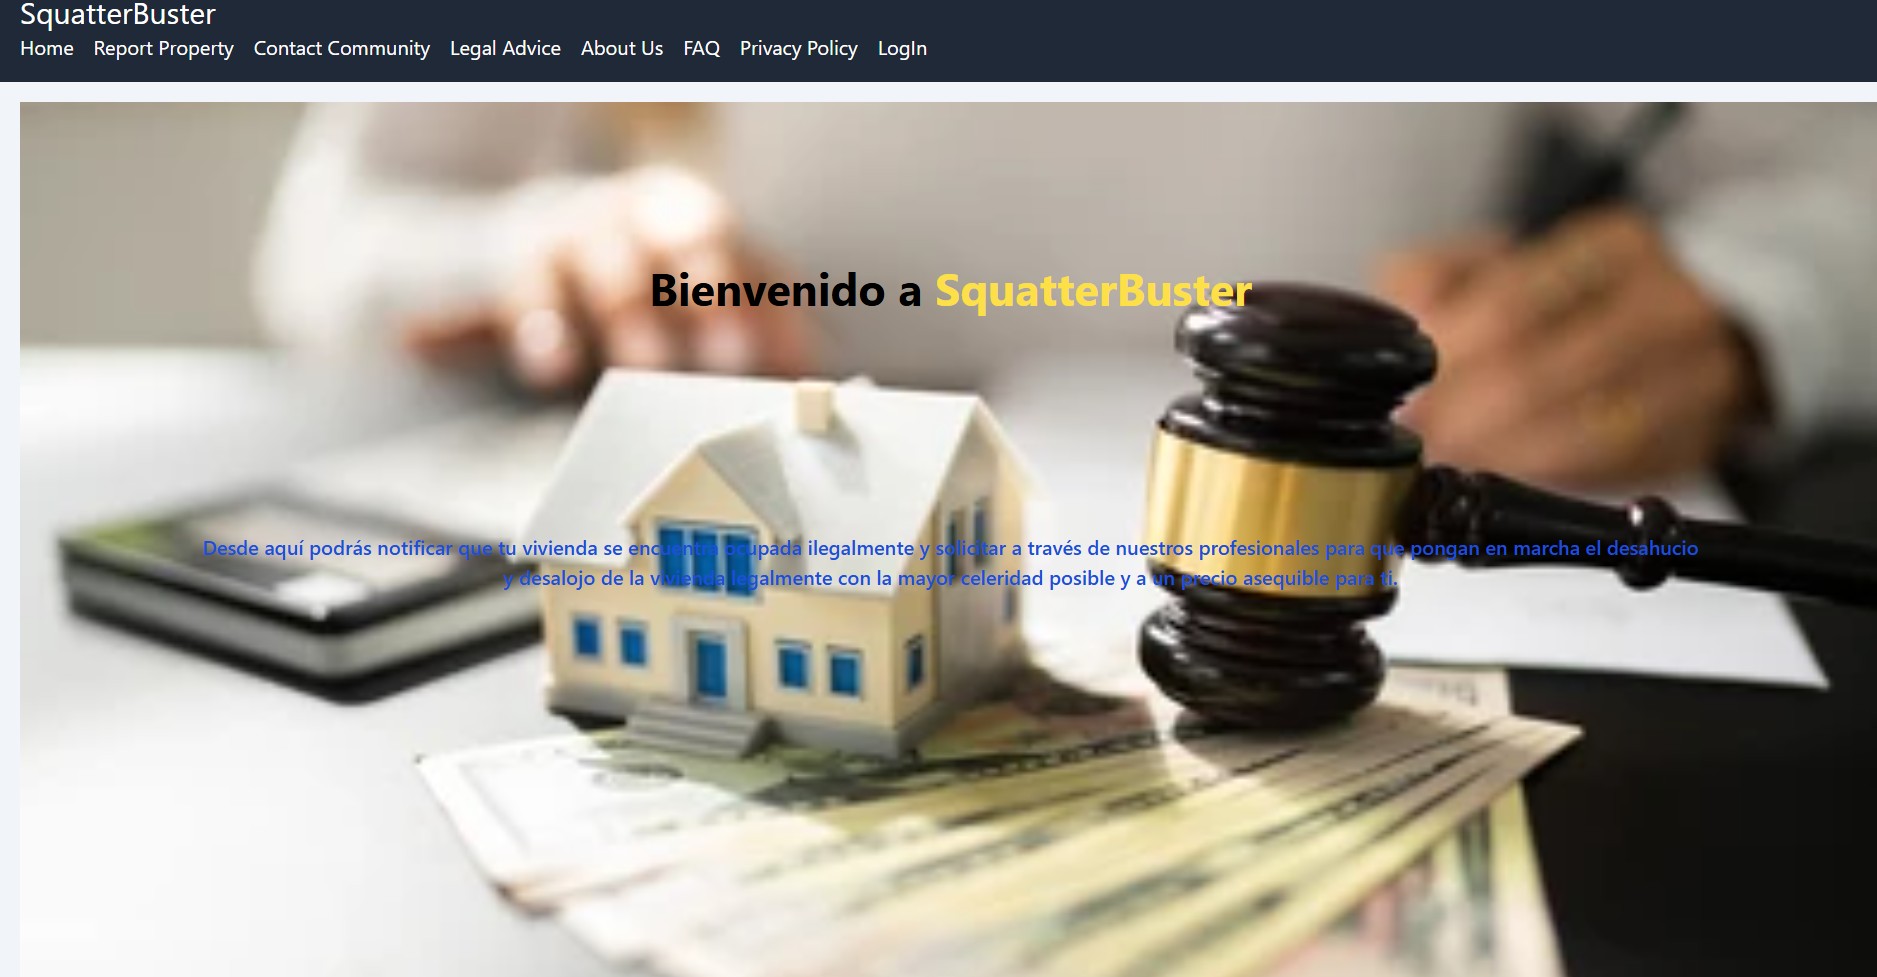 SquatterBuster
Home Report Property Contact Community Legal Advice About Us FAQ Privacy Policy LogIn
Bienvenido a SquatterBuster
Desde aquí podrás notificar que tu vivienda se encuentra ocupada ilegalmente y solicitar a través de nuestros profesionales para que pongan en marcha el desahucio
y desalojo de la vivienda legalmente con la mayor celeridad posible y a un precio asequible para ti.